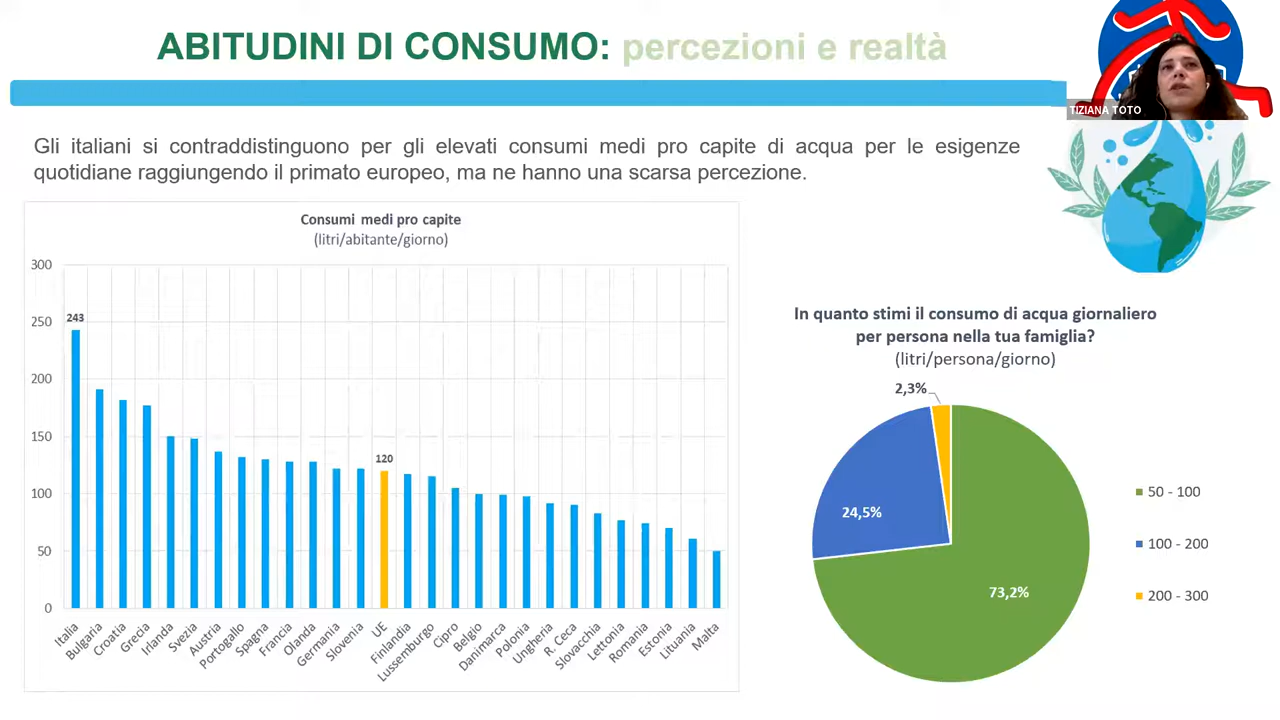 ABITUDINI DI CONSUMO: percezioni e realtà
TIZIANA TOTO
Gli italiani si contraddistinguono per gli elevati consumi medi pro capite di acqua per le esigenze
quotidiane raggiungendo il primato europeo, ma ne hanno una scarsa percezione.
Consumi medi pro capite
(litri/abitante/giorno)
300
250
200
150
100
50
0
243
120
Italia
Bulgaria
Croatia
Grecia
Irlanda
Svezia
Austria
Portogallo
Spagna
Francia
Olanda
Germania
Slovenia
UE
Finlandia
Lussemburgo
Cipro
Belgio
Danimarca
Polonia
Ungheria
R. Ceca
Slovacchia
Lettonia
Romania
Estonia
Lituania
Malta
In quanto stimi il consumo di acqua giornaliero
per persona nella tua famiglia?
(litri/persona/giorno)
2,3%
24,5%
73,2%
50 - 100
100 - 200
200 - 300